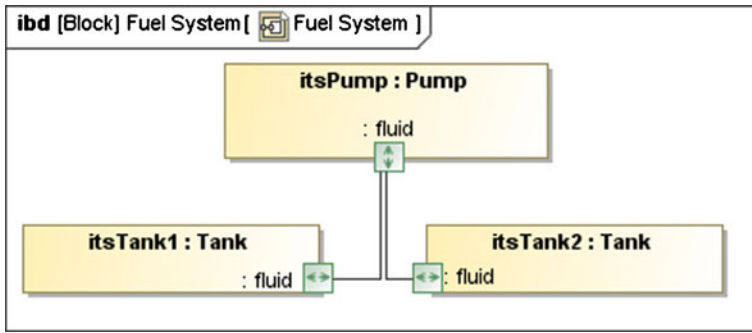 ibd [Block] Fuel System[ Fuel System ]
itsPump : Pump
: fluid
itsTank1 : Tank
: fluid
itsTank2 : Tank
: fluid